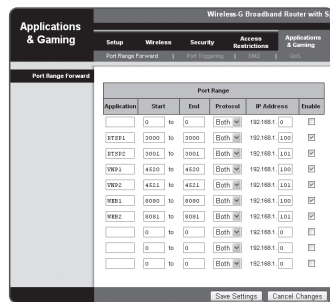 Wireless-G Broadband Router with S
Applications
& Gaming
Setup Wireless Security Access Restrictions Applications & Gaming
Port Range Forward | Port Triggering | DMZ | QoS
Port Range Forward
Port Range
Application Start End Protocol IP Address Enable
0 to 0 Both 192.168.1. 0
RTSP1 3000 to 3000 Both 192.168.1. 100
RTSP2 3001 to 3001 Both 192.168.1. 101
VNP1 4520 to 4520 Both 192.168.1. 100
VNP2 4521 to 4521 Both 192.168.1. 101
WEB1 8080 to 8080 Both 192.168.1. 100
WEB2 8081 to 8081 Both 192.168.1. 101
0 to 0 Both 192.168.1. 0
0 to 0 Both 192.168.1. 0
0 to 0 Both 192.168.1. 0
Save Settings Cancel Changes